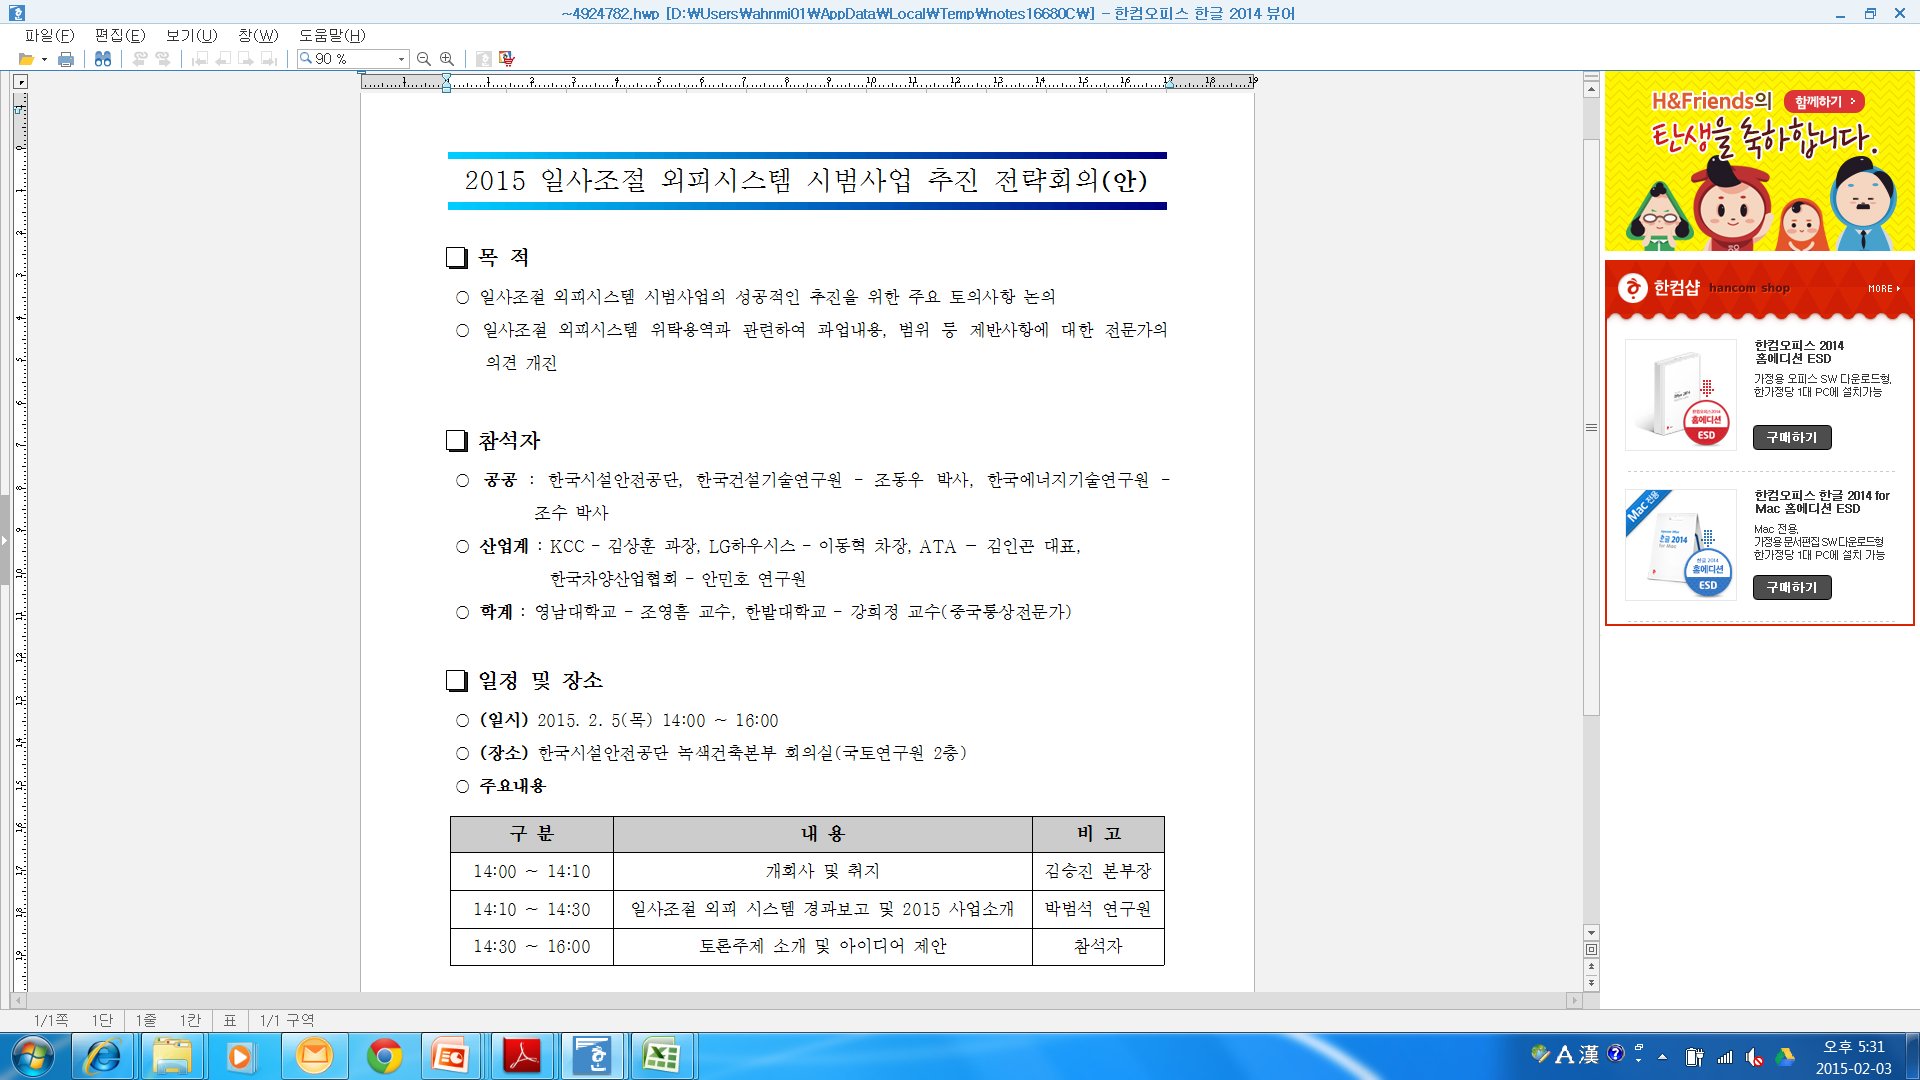 ~4924782.hwp [D:₩Users₩ahnmi01₩AppData₩Local₩Temp₩notes16680C₩] - 한컴오피스 한글 2014 뷰어
파일(F) 편집(E) 보기(U) 창(W) 도움말(H)
90 %
2015 일사조절 외피시스템 시범사업 추진 전략회의(안)
❏ 목 적
○ 일사조절 외피시스템 시범사업의 성공적인 추진을 위한 주요 토의사항 논의
○ 일사조절 외피시스템 위탁용역과 관련하여 과업내용, 범위 등 제반사항에 대한 전문가의
의견 개진
❏ 참석자
○ 공공 : 한국시설안전공단, 한국건설기술연구원 - 조동우 박사, 한국에너지기술연구원 -
조수 박사
○ 산업계 : KCC - 김상훈 과장, LG하우시스 - 이동혁 차장, ATA - 김인곤 대표,
한국차양산업협회 - 안민호 연구원
○ 학계 : 영남대학교 - 조영흠 교수, 한밭대학교 - 강희정 교수(중국통상전문가)
❏ 일정 및 장소
○ (일시) 2015. 2. 5(목) 14:00 ~ 16:00
○ (장소) 한국시설안전공단 녹색건축본부 회의실(국토연구원 2층)
○ 주요내용
구 분 내 용 비 고
14:00 ~ 14:10 개회사 및 취지 김승진 본부장
14:10 ~ 14:30 일사조절 외피 시스템 경과보고 및 2015 사업소개 박범석 연구원
14:30 ~ 16:00 토론주제 소개 및 아이디어 제안 참석자
H&Friends의 함께하기
탄생을 축하합니다.
한컴샵 hancom shop MORE
한컴오피스 2014
홈에디션 ESD
가정용 오피스 SW 다운로드형,
한가정당 1대 PC에 설치가능
홈에디션
ESD
구매하기
한컴오피스 한글 2014 for
Mac 홈에디션 ESD
Mac 전용,
가정용 문서편집 SW 다운로드형
한가정당 1대 PC에 설치 가능
Mac 전용
한글 2014
for Mac
홈에디션
ESD
구매하기
1/1쪽 1단 1줄 1칸 표 1/1 구역
A 漢
오후 5:31
2015-02-03